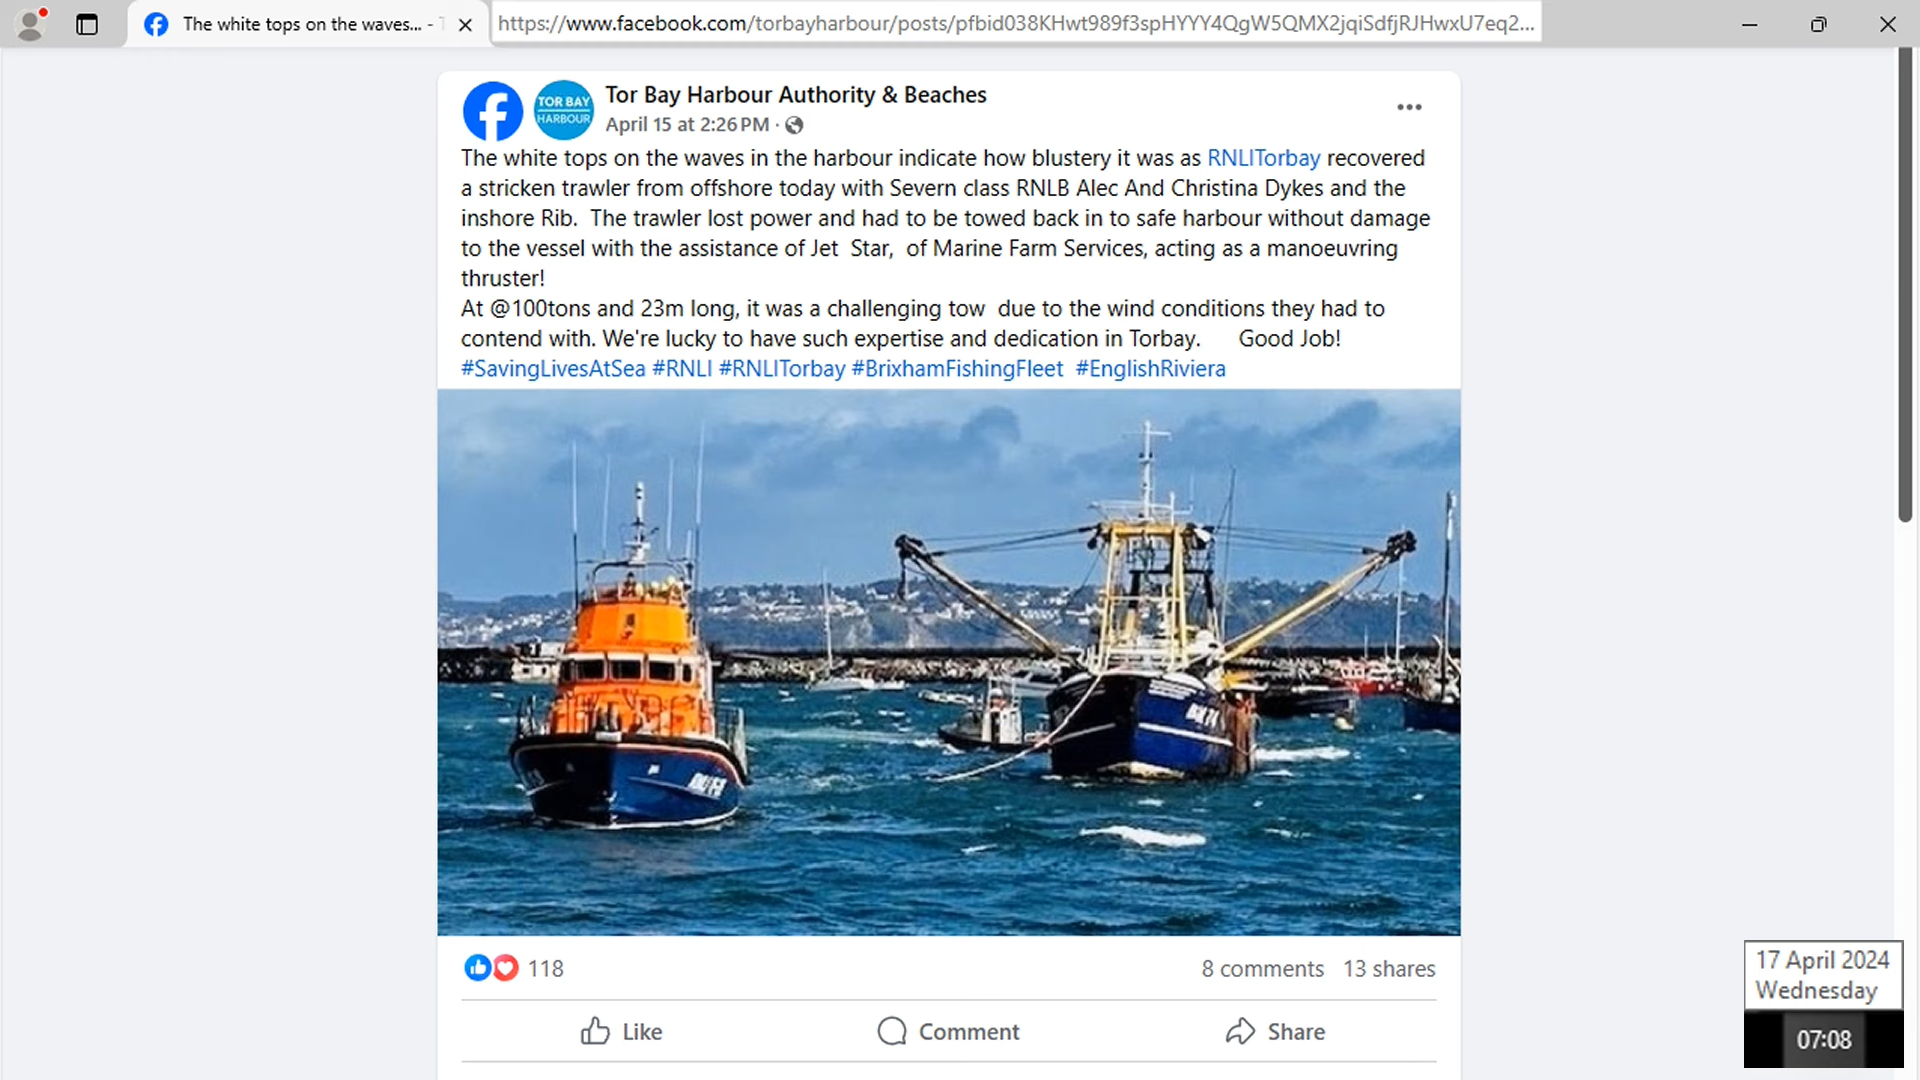 The white tops on the waves... -
https://www.facebook.com/torbayharbour/posts/pfbid038KHwt989f3spHYYY4QgW5QMX2jqiSdfjRJHwxU7eq2...
TOR BAY
HARBOUR
Tor Bay Harbour Authority & Beaches
April 15 at 2:26 PM ·
The white tops on the waves in the harbour indicate how blustery it was as RNLITorbay recovered
a stricken trawler from offshore today with Severn class RNLB Alec And Christina Dykes and the
inshore Rib.  The trawler lost power and had to be towed back in to safe harbour without damage
to the vessel with the assistance of Jet  Star,  of Marine Farm Services, acting as a manoeuvring
thruster!
At @100tons and 23m long, it was a challenging tow  due to the wind conditions they had to
contend with. We're lucky to have such expertise and dedication in Torbay.      Good Job!
#SavingLivesAtSea #RNLI #RNLITorbay #BrixhamFishingFleet  #EnglishRiviera
118
8 comments
13 shares
Like
Comment
Share
17 April 2024
Wednesday
07:08